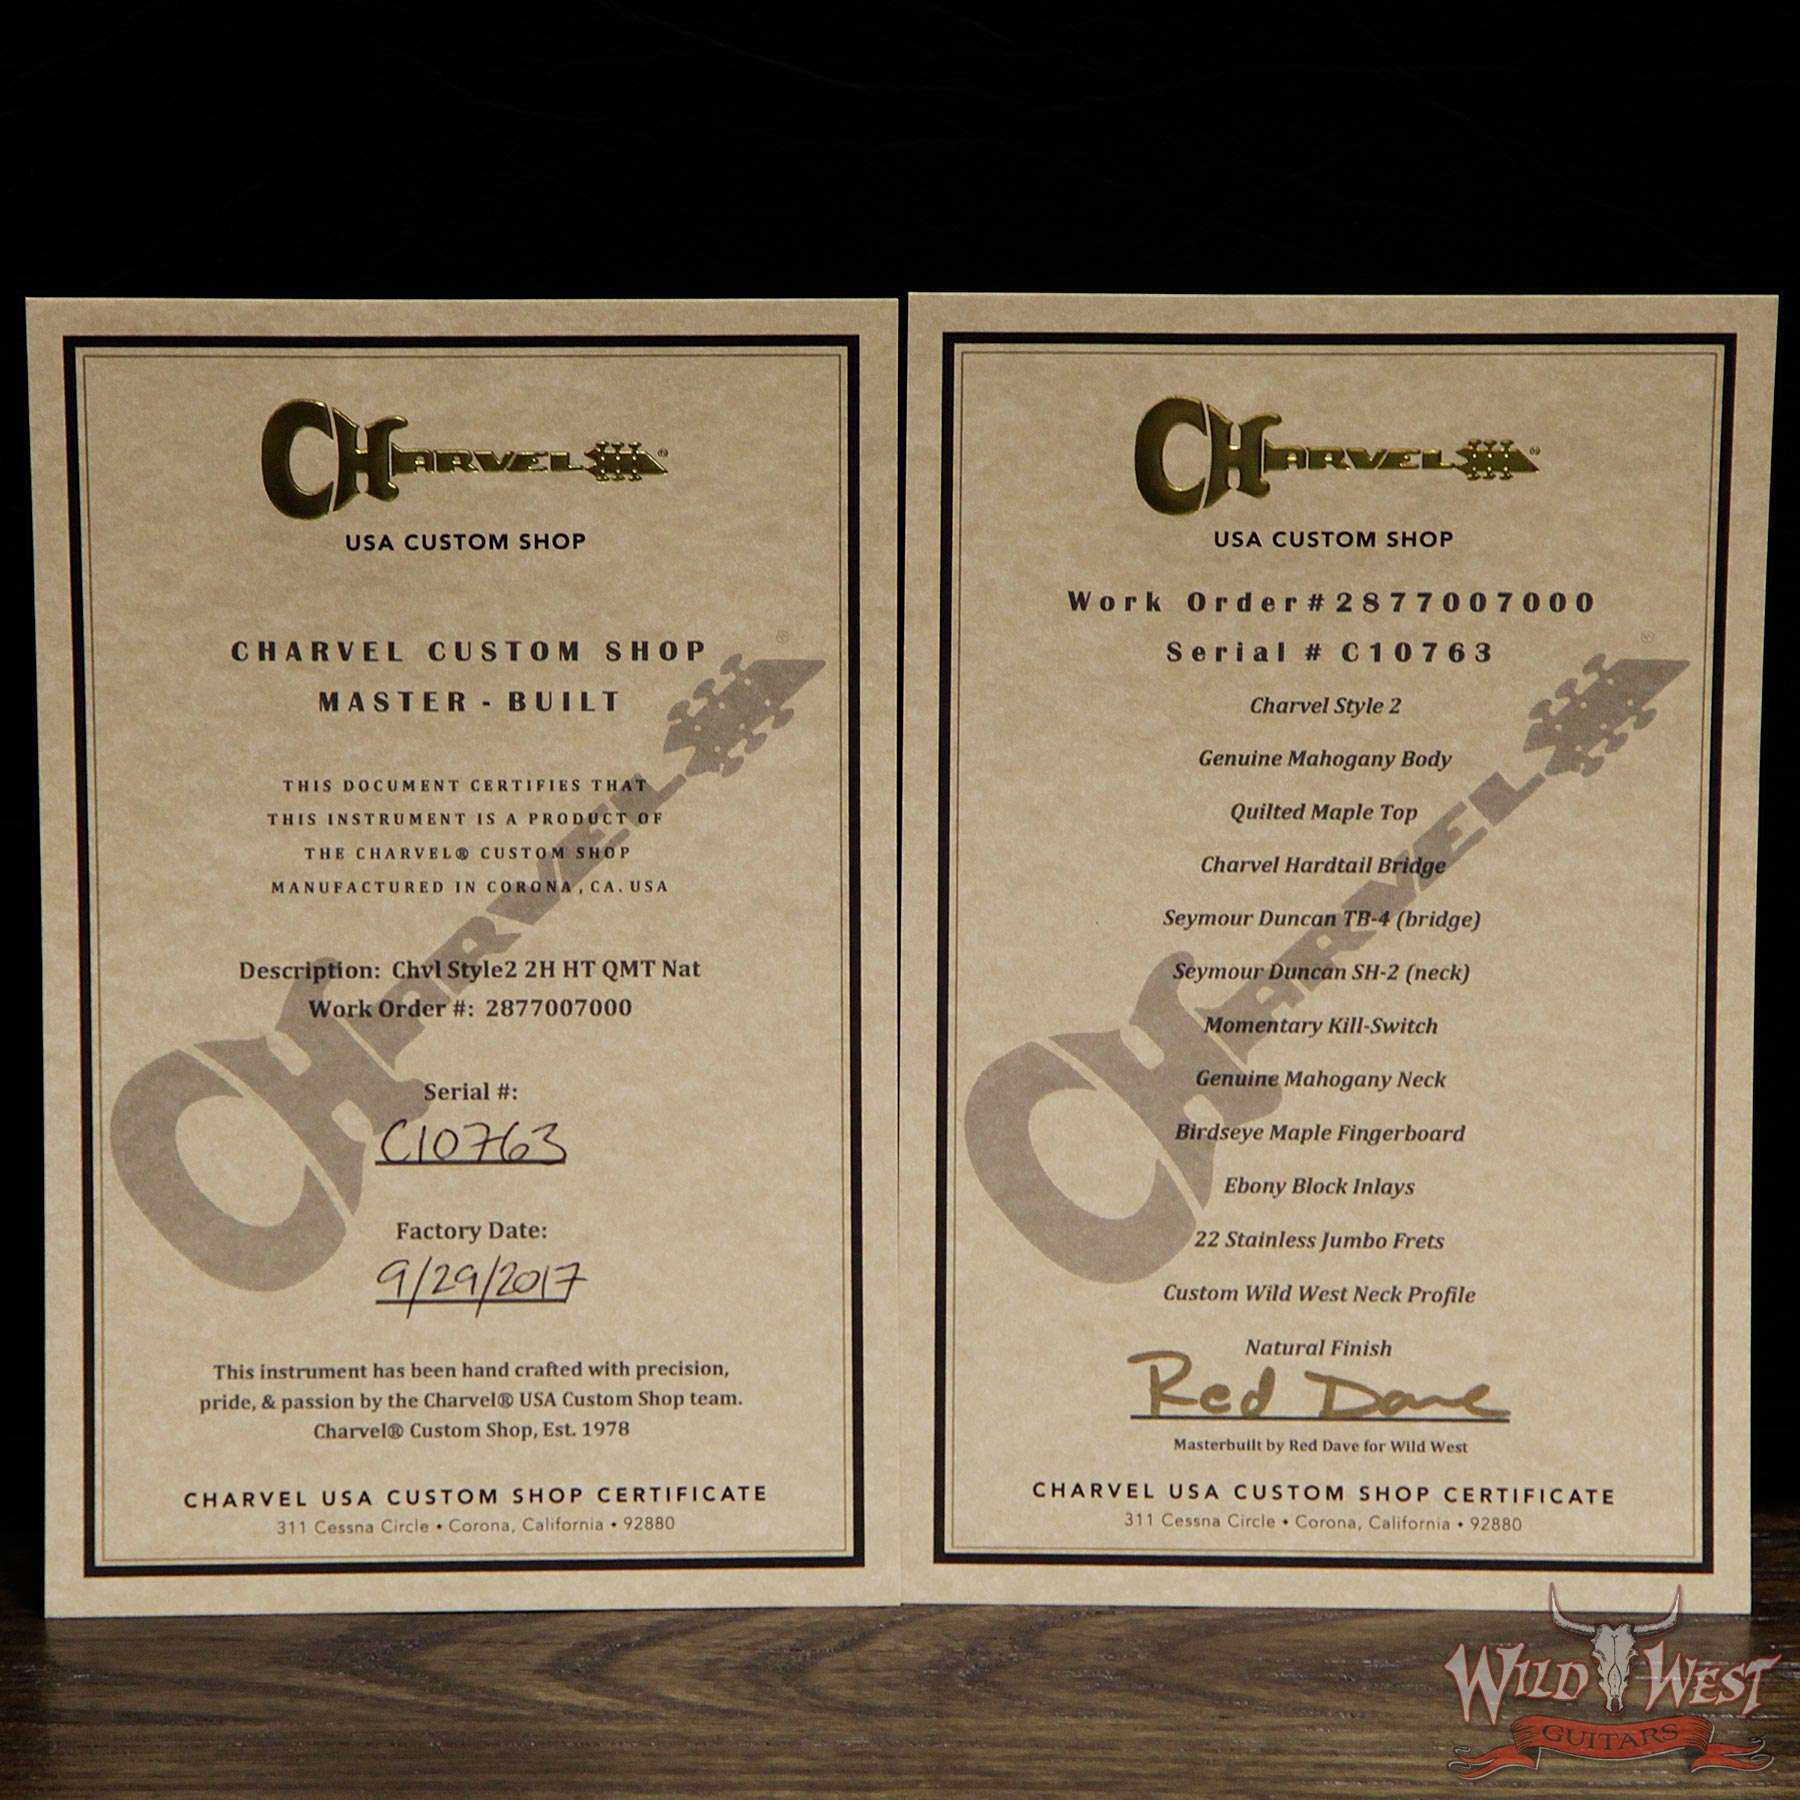 CHARVEL®
USA CUSTOM SHOP
CHARVEL CUSTOM SHOP
MASTER - BUILT
THIS DOCUMENT CERTIFIES THAT
THIS INSTRUMENT IS A PRODUCT OF
THE CHARVEL® CUSTOM SHOP
MANUFACTURED IN CORONA, CA. USA
Description: Chvl Style2 2H HT QMT Nat
Work Order #: 2877007000
Serial #:
C10763
Factory Date:
9/29/2017
This instrument has been hand crafted with precision,
pride, & passion by the Charvel® USA Custom Shop team.
Charvel® Custom Shop, Est. 1978
CHARVEL USA CUSTOM SHOP CERTIFICATE
311 Cessna Circle • Corona, California • 92880
CHARVEL®
CHARVEL®
USA CUSTOM SHOP
Work Order#2877007000
Serial # C10763
Charvel Style 2
Genuine Mahogany Body
Quilted Maple Top
Charvel Hardtail Bridge
Seymour Duncan TB-4 (bridge)
Seymour Duncan SH-2 (neck)
Momentary Kill-Switch
Genuine Mahogany Neck
Birdseye Maple Fingerboard
Ebony Block Inlays
22 Stainless Jumbo Frets
Custom Wild West Neck Profile
Natural Finish
Red Dave
Masterbuilt by Red Dave for Wild West
CHARVEL USA CUSTOM SHOP CERTIFICATE
311 Cessna Circle • Corona, California • 92880
CHARVEL®
WILD WEST
GUITARS